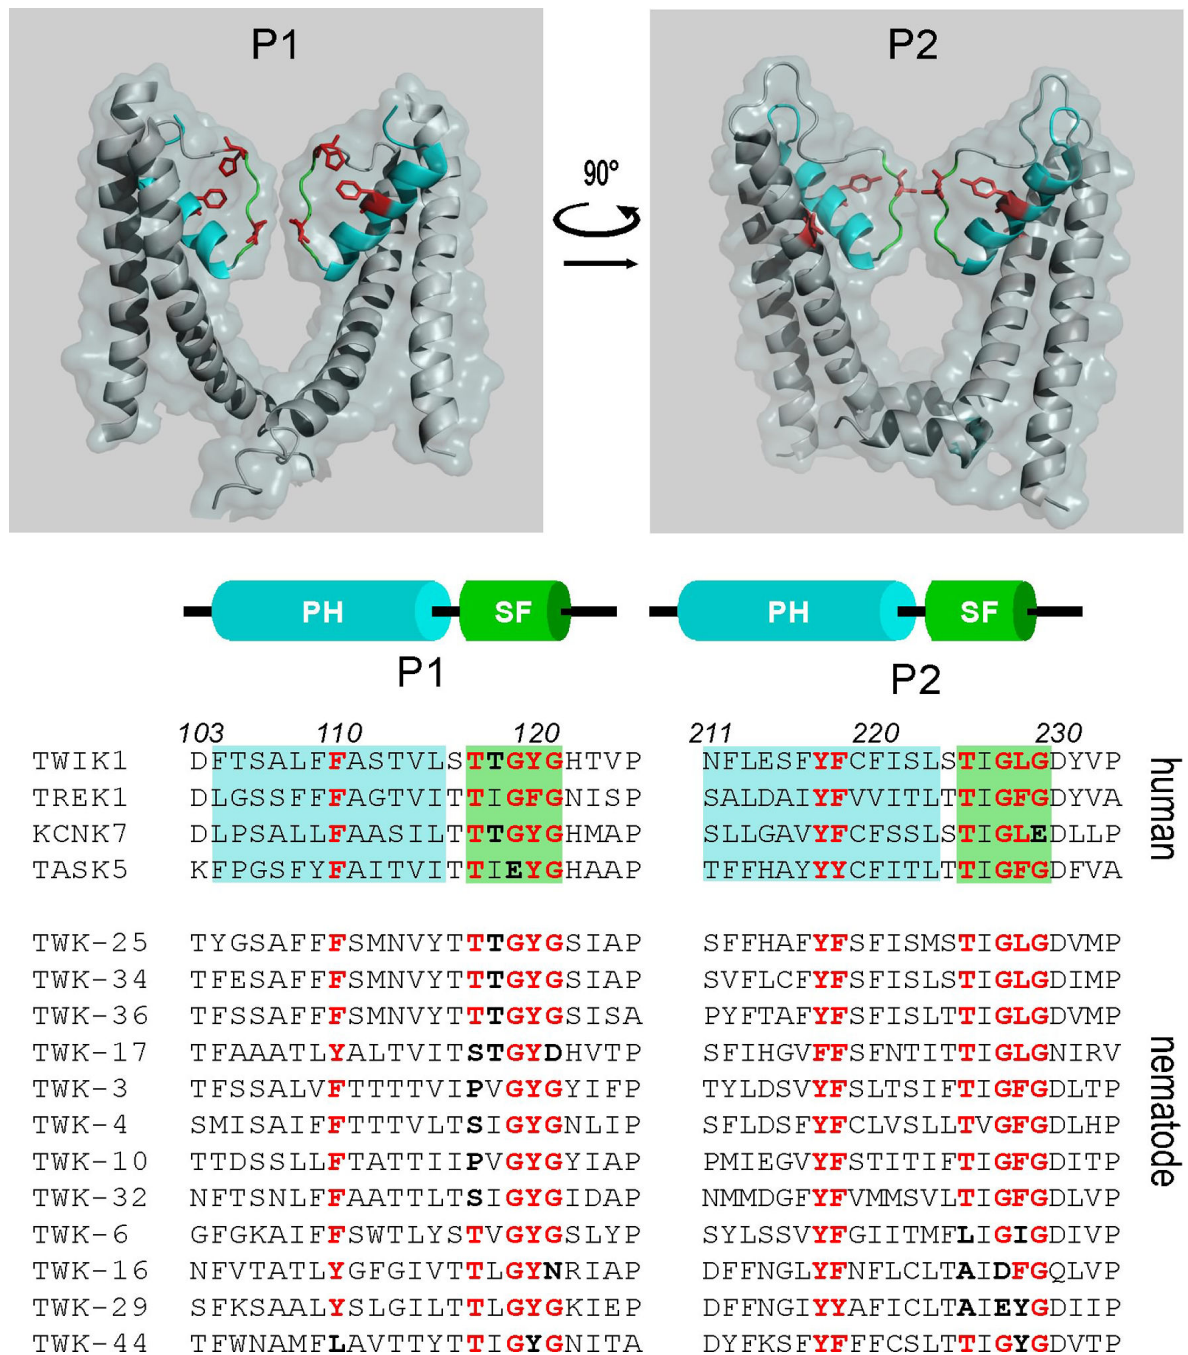 P1
P2
90°
PH SF PH SF
P1
P2
103 110 120 211 220 230
TWIK1 DFTSALFFASTVLSTTGYGHTVP NFLESFYFCFISLSTIGLGDYVP
TREK1 DLGSSFFFAGTVITTIGFGNISP SALDAIYFVVITLTTIGFGDYVA
KCNK7 DLPSALLFAASILTTTGYGHMAP SLLGAVYFCFSSLSTIGLEDLLP
TASK5 KFPGSFYFAITVITTIEYGHAAP TFFHAYYYCFITLTTIGFGDFVA
human
TWK-25 TYGSAFFFSMNVYTTTGYGSIAP SFFHAFYFSFISMSTIGLGDVMP
TWK-34 TFESAFFFSMNVYTTTGYGSIAP SVFLCFYFSFISLSTIGLGDIMP
TWK-36 TFSSAFFFSMNVYTTTGYGSISA PYFTAFYFSFISLTTIGLGDVMP
TWK-17 TFAAATLYALTVITSTGYDHVTP SFIHGVFFSFNTITTIGLGNIRV
TWK-3 TFSSALVFTTTTVIPVGYGYIFP TYLDSVYFSLTSIFTIGFGDLTP
TWK-4 SMISAIFFTTTVLTSIGYGNLIP SFLDSFYFCLVSLLTVGFGDLHP
TWK-10 TTDSSLLFTATTIIPVGYGYIAP PMIEGVYFSTITIFTIGFGDITP
TWK-32 NFTSNLFFAATTLTSIGYGIDAP NMMDGFYFVMMSVLTIGFGDLVP
TWK-6 GFGKAIFFSWTLYSTVGYGSLYP SYLSSVYFGIITMFLIGIGDIVP
TWK-16 NFVTATLYGFGIVTTLGYNRIAP DFFNGLYFNFLCLTAIDFGQLVP
TWK-29 SFKSAALYSLGILTTLGYGKIEP DFFNGIYYAFICLTAIEYGDIIP
TWK-44 TFWNAMFLAVTTYTTIGYGNITA DYFKSFYFFFCSLTTIGYGDVTP
nematode